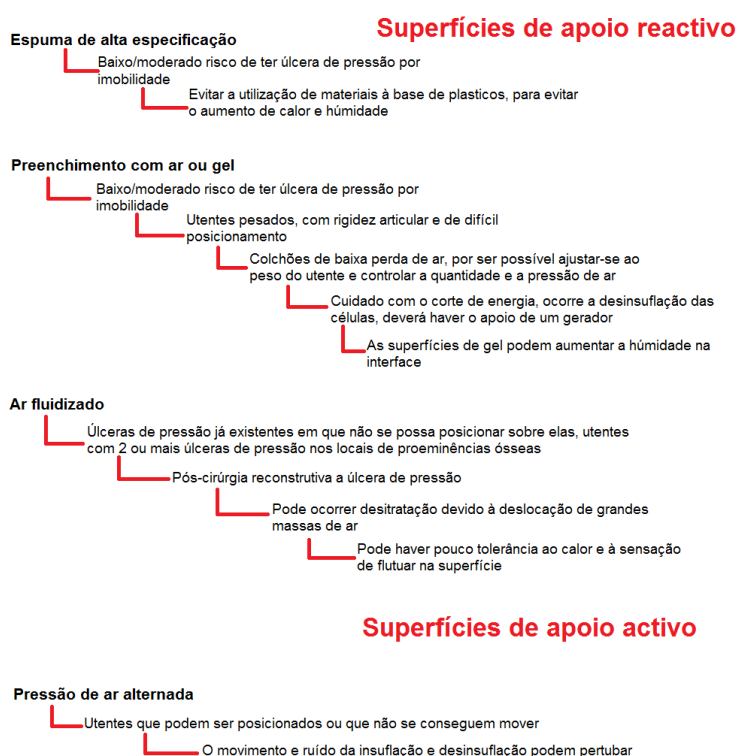 Superfícies de apoio reactivo
Espuma de alta especificação
Baixo/moderado risco de ter úlcera de pressão por
imobilidade
Evitar a utilização de materiais à base de plasticos, para evitar
o aumento de calor e húmidade
Preenchimento com ar ou gel
Baixo/moderado risco de ter úlcera de pressão por
imobilidade
Utentes pesados, com rigidez articular e de difícil
posicionamento
Colchões de baixa perda de ar, por ser possível ajustar-se ao
peso do utente e controlar a quantidade e a pressão de ar
Cuidado com o corte de energia, ocorre a desinsuflação das
células, deverá haver o apoio de um gerador
As superfícies de gel podem aumentar a húmidade na
interface
Ar fluidizado
Úlceras de pressão já existentes em que não se possa posicionar sobre elas, utentes
com 2 ou mais úlceras de pressão nos locais de proeminências ósseas
Pós-cirúrgia reconstrutiva a úlcera de pressão
Pode ocorrer desitratação devido à deslocação de grandes
massas de ar
Pode haver pouco tolerância ao calor e à sensação
de flutuar na superfície
Superfícies de apoio activo
Pressão de ar alternada
Utentes que podem ser posicionados ou que não se conseguem mover
O movimento e ruído da insuflação e desinsuflação podem pertubar